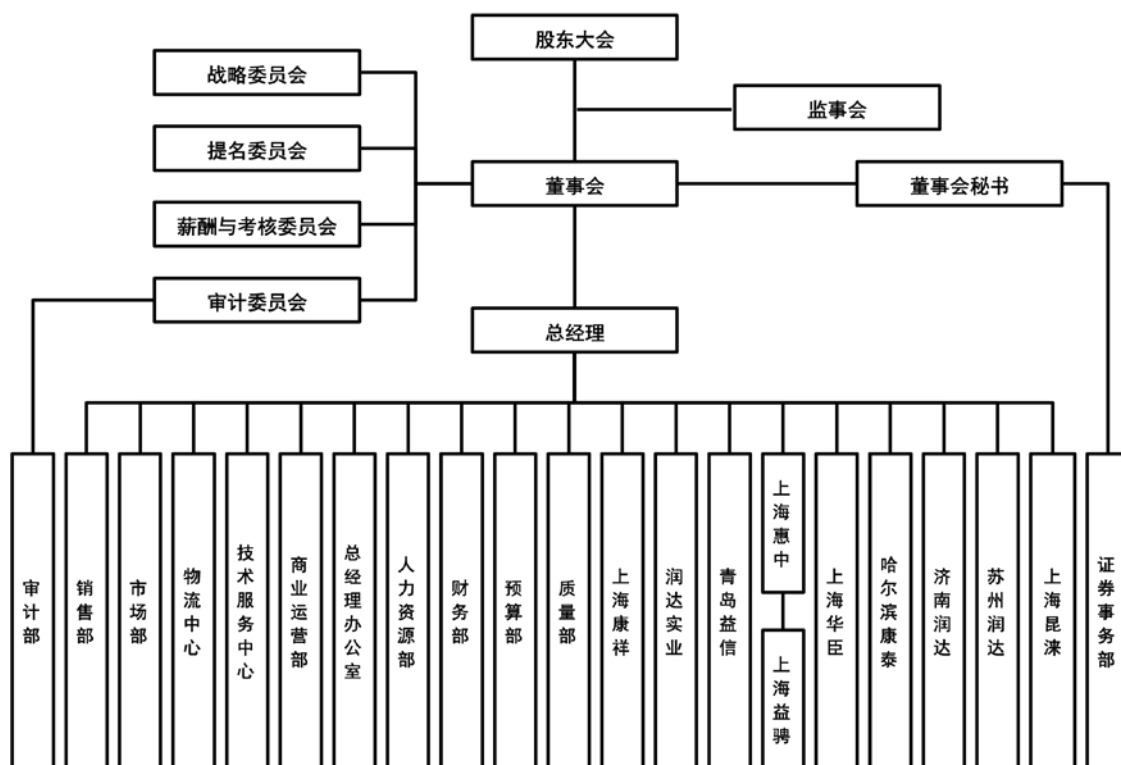 股东大会
战略委员会
监事会
提名委员会
董事会
董事会秘书
薪酬与考核委员会
审计委员会
总经理
审计部
销售部
市场部
物流中心
技术服务中心
商业运营部
总经理办公室
人力资源部
财务部
预算部
质量部
上海康祥
润达实业
青岛益信
上海惠中
上海益骋
上海华臣
哈尔滨康泰
济南润达
苏州润达
上海昆涞
证券事务部